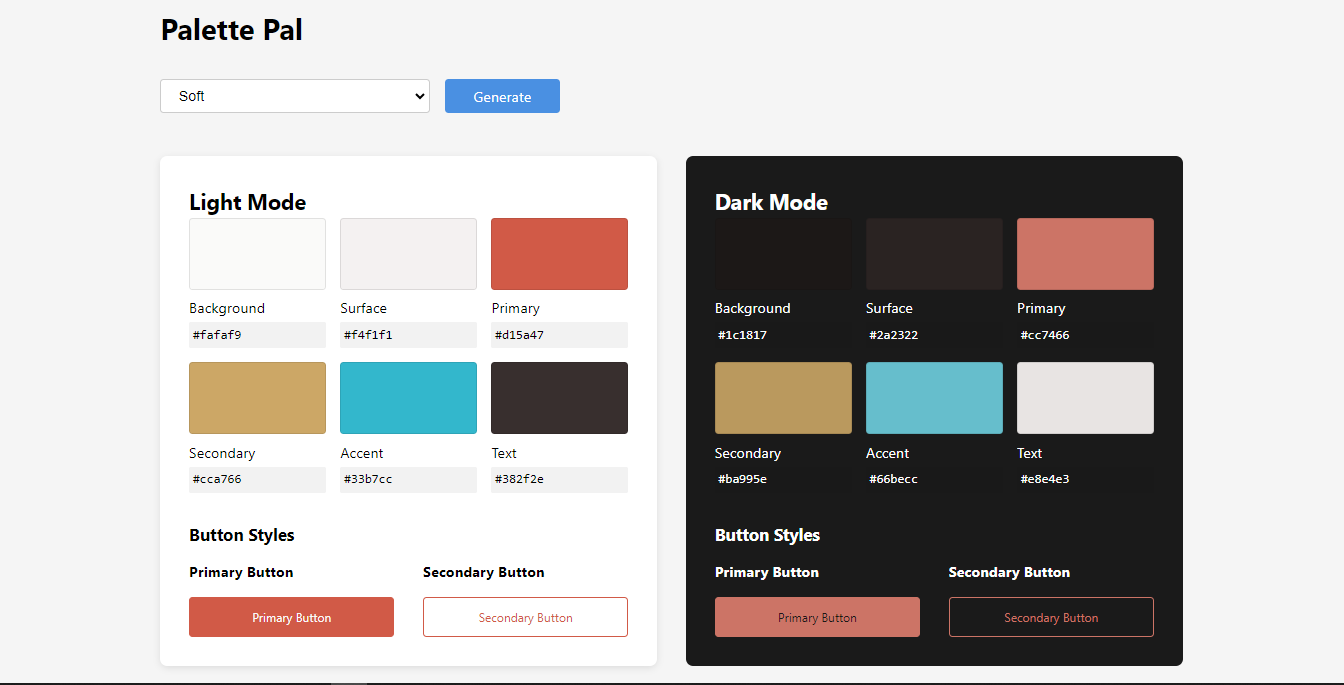 Palette Pal
Soft
Generate
Light Mode
Background
Surface
Primary
#fafaf9
#f4f1f1
#d15a47
Secondary
Accent
Text
#cca766
#33b7cc
#382f2e
Button Styles
Primary Button
Secondary Button
Primary Button
Secondary Button
Dark Mode
Background
Surface
Primary
#1c1817
#2a2322
#cc7466
Secondary
Accent
Text
#ba995e
#66becc
#e8e4e3
Button Styles
Primary Button
Secondary Button
Primary Button
Secondary Button